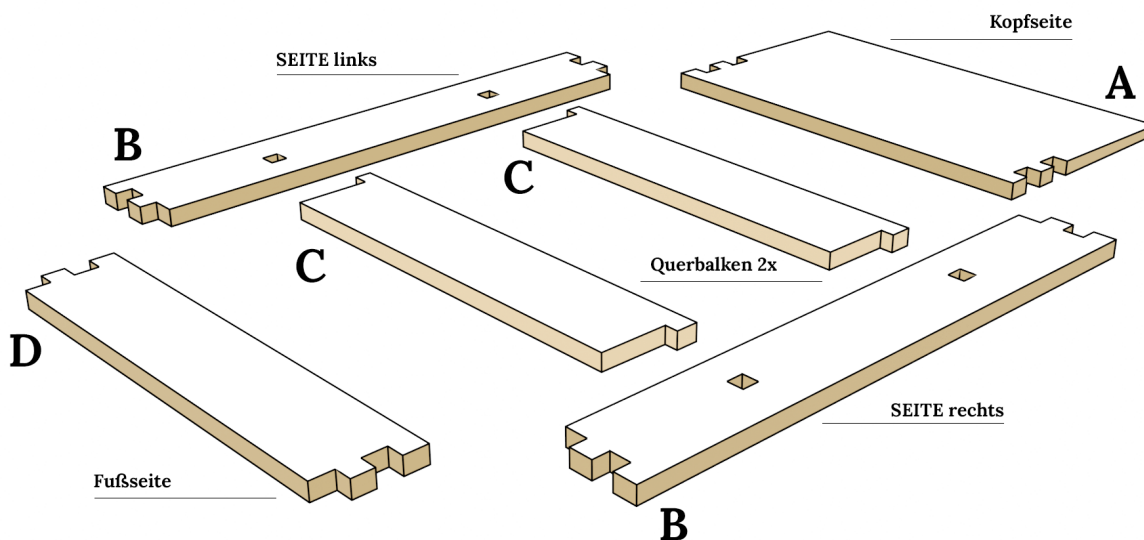 Kopfseite
SEITE links
A
B
C
C
Querbalken 2x
D
SEITE rechts
Fußseite
B